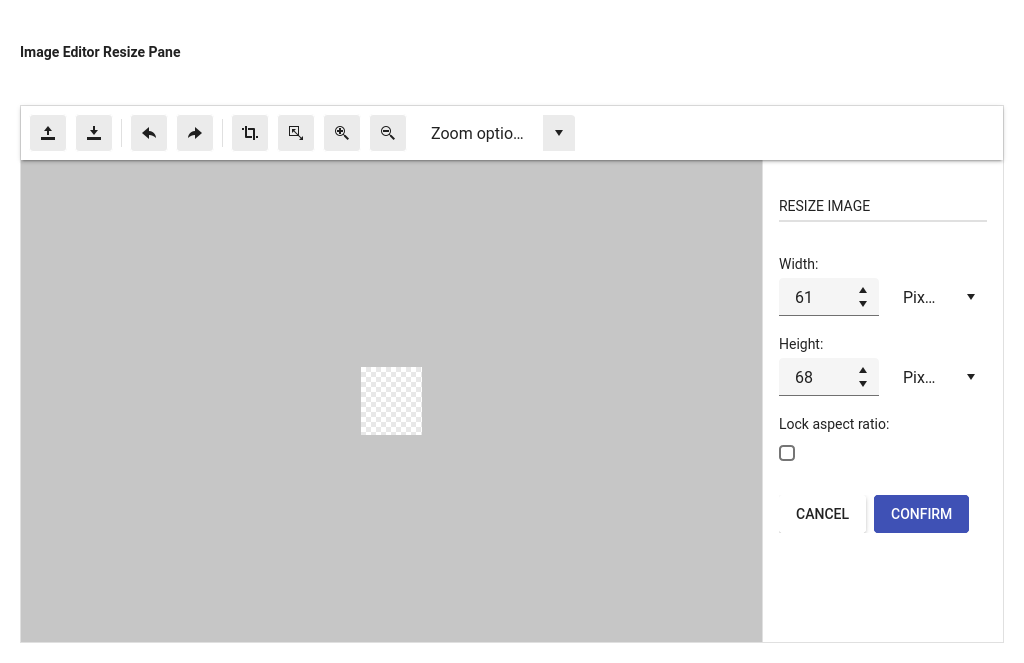 Image Editor Resize Pane
Zoom optio...
RESIZE IMAGE
Width:
61 Pix...
Height:
68 Pix...
Lock aspect ratio:
CANCEL CONFIRM